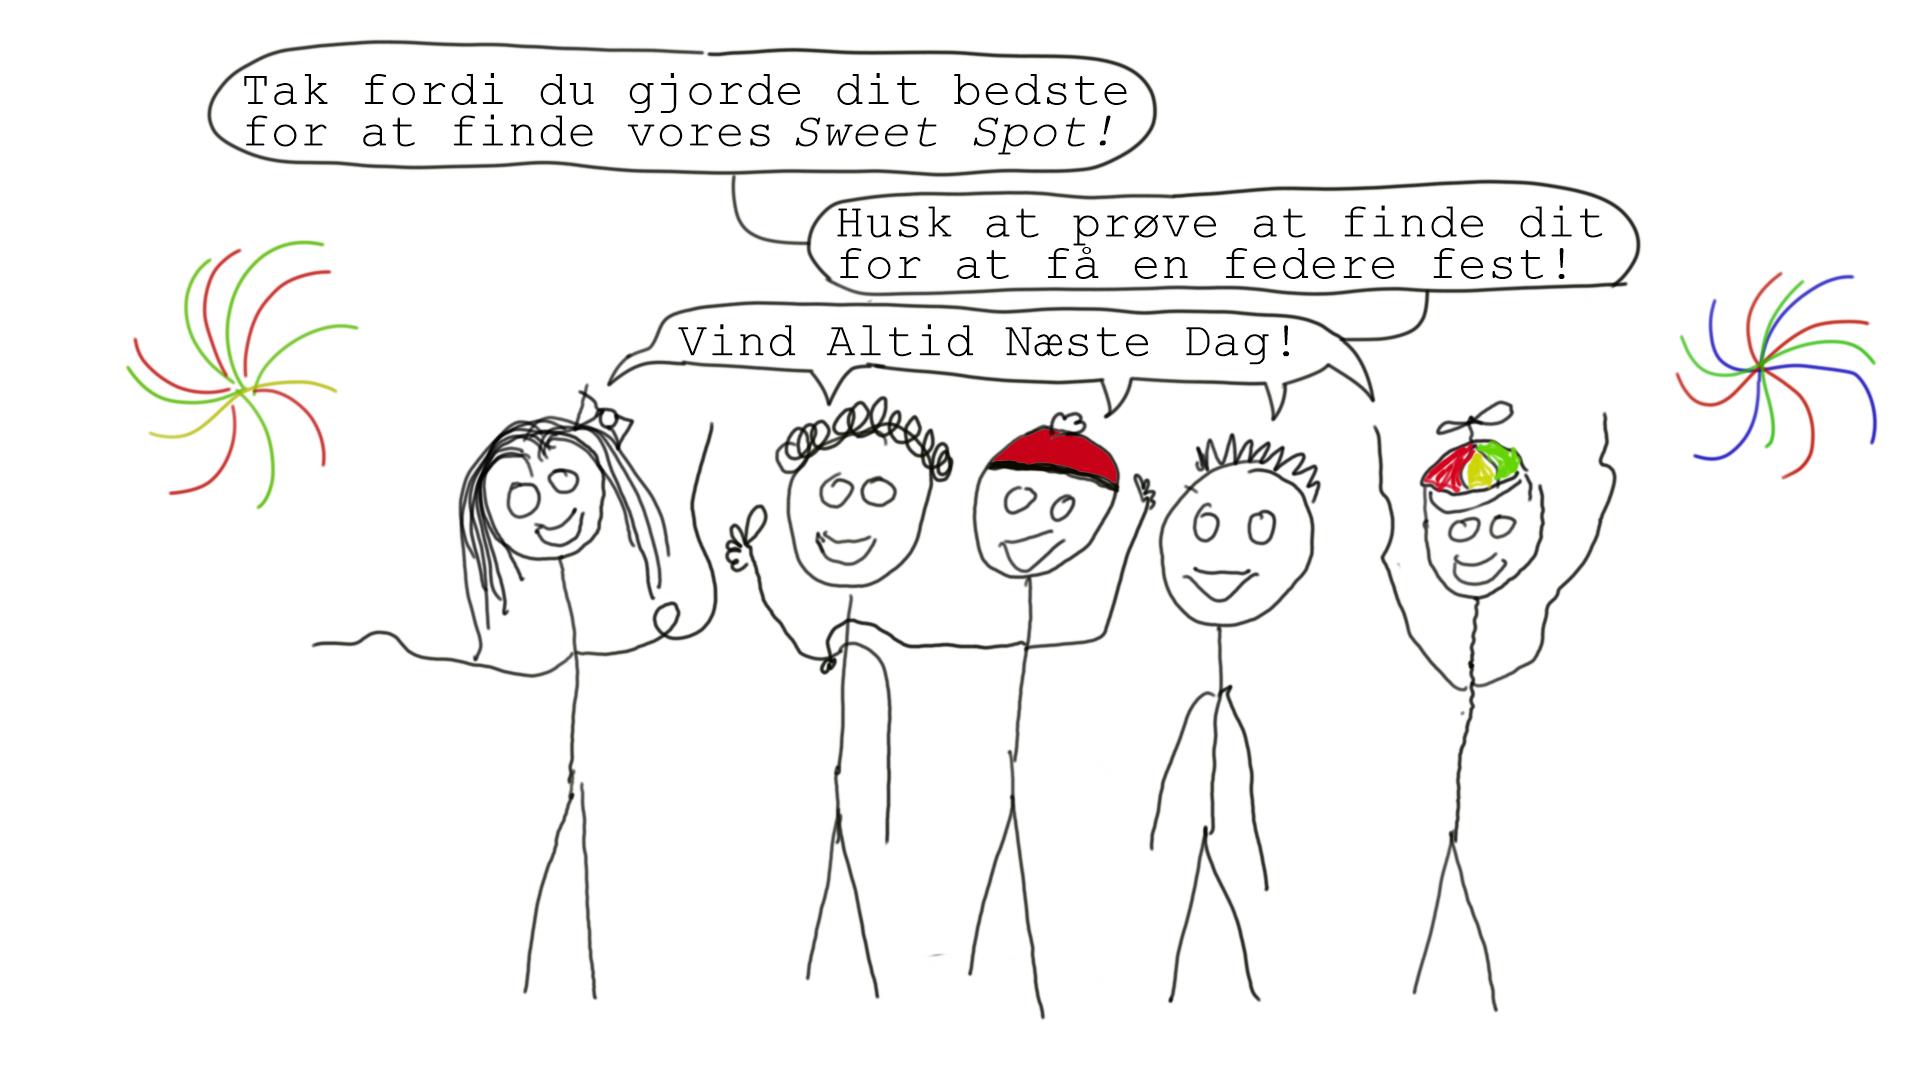 Tak fordi du gjorde dit bedste
for at finde vores Sweet Spot!
Husk at prøve at finde dit
for at få en federe fest!
Vind Altid Næste Dag!